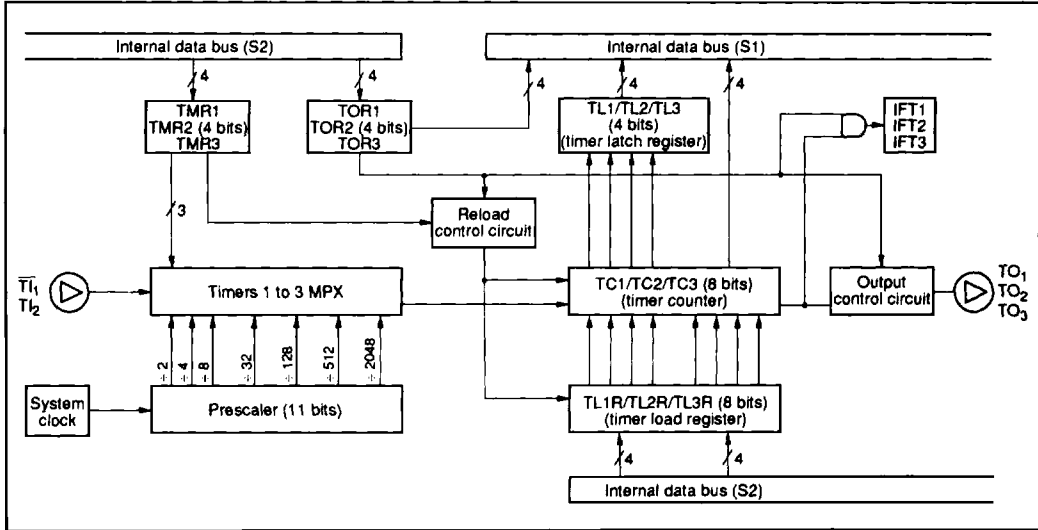 Internal data bus (S2)
Internal data bus (S1)
4
4
4
4
4
TMR1
TMR2 (4 bits)
TMR3
TOR1
TOR2 (4 bits)
TOR3
TL1/TL2/TL3
(4 bits)
(timer latch register)
IFT1
IFT2
IFT3
3
Reload
control circuit
TI1
TI2
Timers 1 to 3 MPX
TC1/TC2/TC3 (8 bits)
(timer counter)
Output
control circuit
TO1
TO2
TO3
÷ 2
÷ 4
÷ 8
÷ 32
÷ 128
÷ 512
÷ 2048
System
clock
Prescaler (11 bits)
TL1R/TL2R/TL3R (8 bits)
(timer load register)
4
4
Internal data bus (S2)